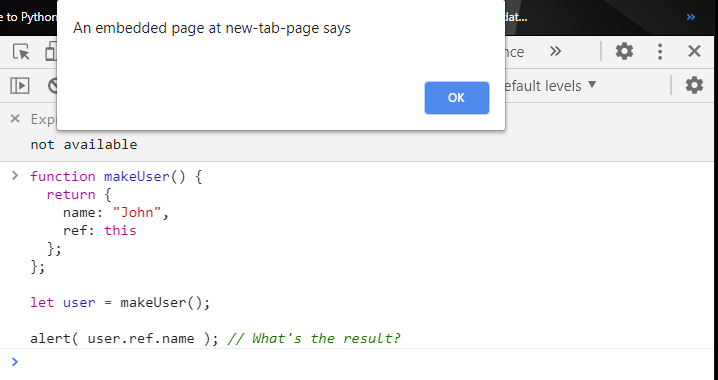 e to Python
dat...
»
An embedded page at new-tab-page says
nce »
OK
efault levels ▼
× Exp
not available
> function makeUser() {
return {
name: "John",
ref: this
};
};
let user = makeUser();
alert( user.ref.name ); // What's the result?
>